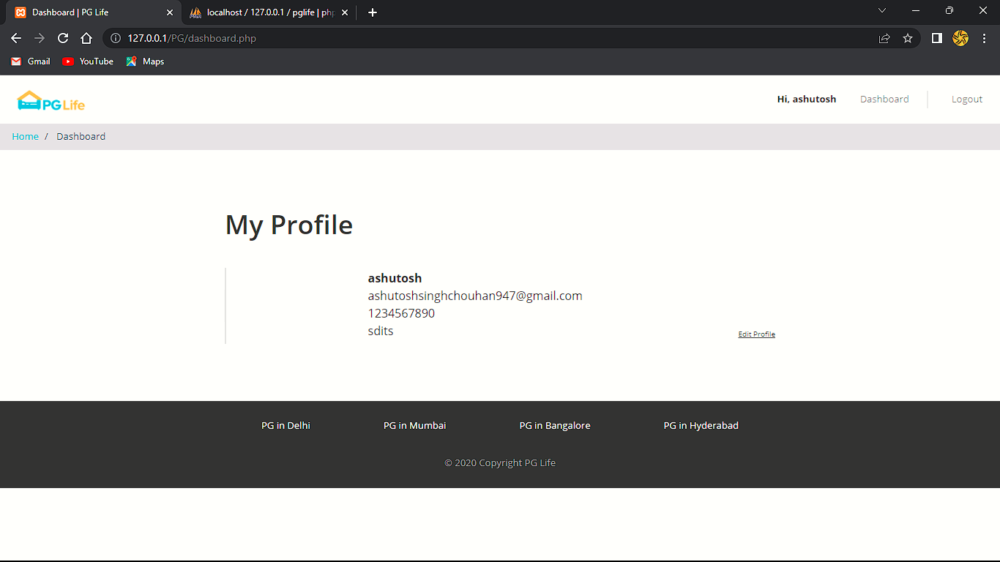 Dashboard | PG Life
localhost / 127.0.0.1 / pglife | php
127.0.0.1/PG/dashboard.php
Gmail YouTube Maps
PG Life
Hi, ashutosh Dashboard Logout
Home / Dashboard
My Profile
ashutosh
ashutoshsinghchouhan947@gmail.com
1234567890
sdits
Edit Profile
PG in Delhi PG in Mumbai PG in Bangalore PG in Hyderabad
© 2020 Copyright PG Life